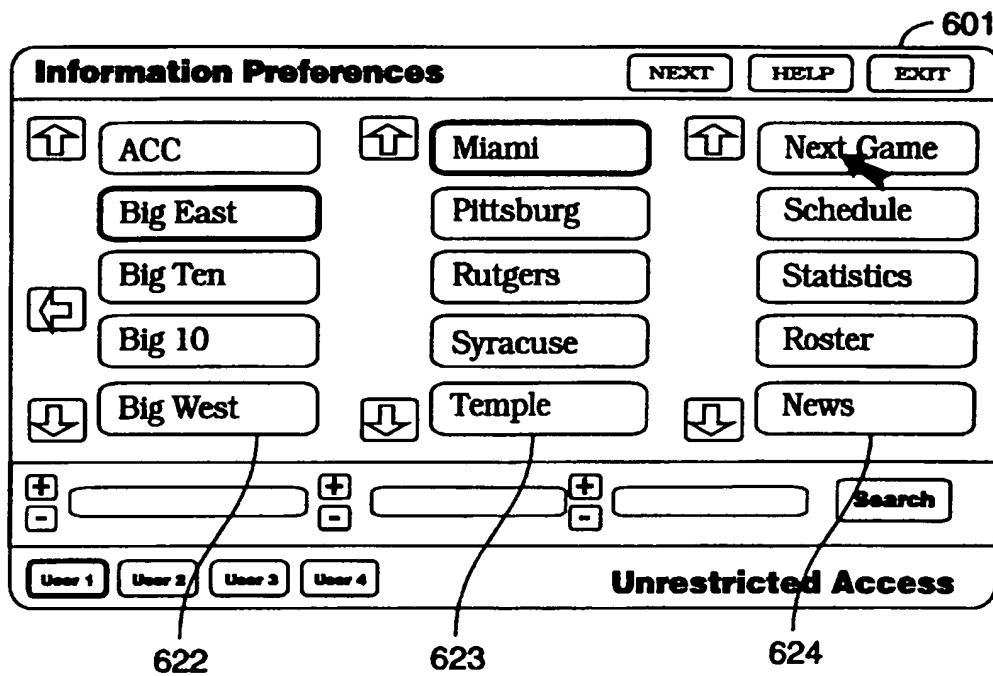 601
Information Preferences NEXT HELP EXIT
ACC Miami Next Game
Big East Pittsburg Schedule
Big Ten Rutgers Statistics
Big 10 Syracuse Roster
Big West Temple News
+ + +
- - -
Search
User 1 User 2 User 3 User 4 Unrestricted Access
622 623 624